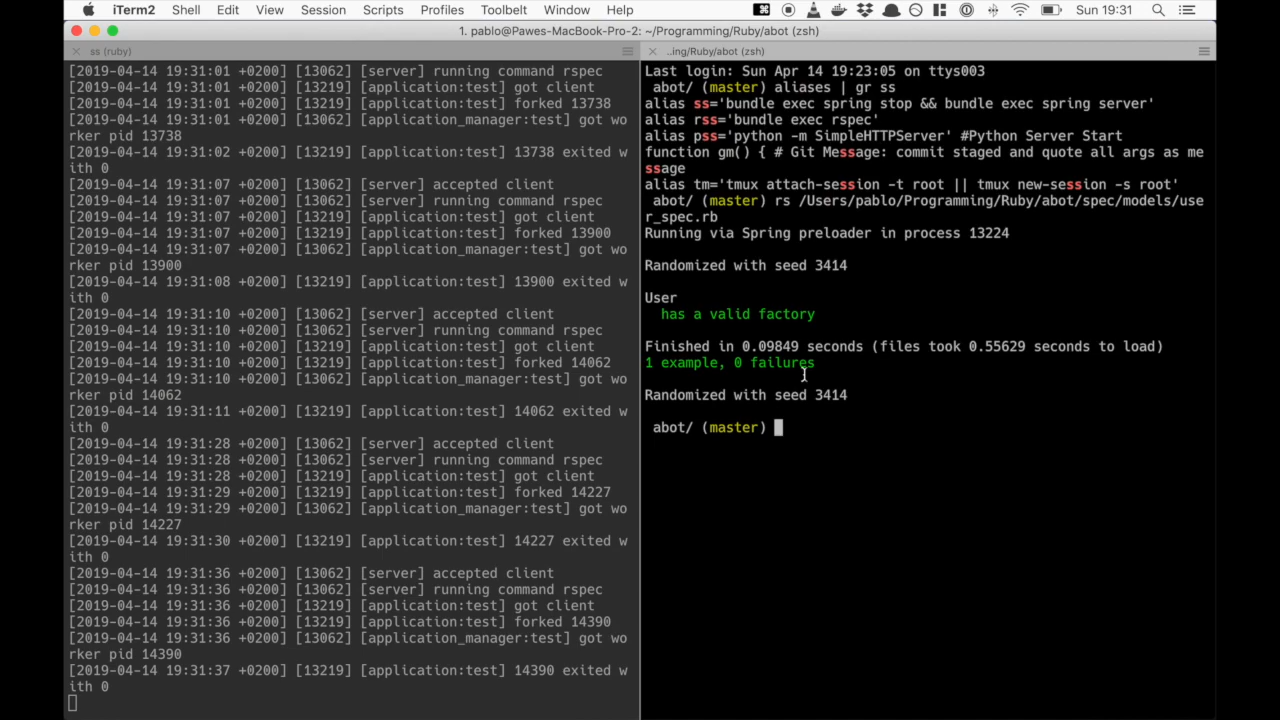 iTerm2 Shell Edit View Session Scripts Profiles Toolbelt Window Help Sun 19:31
1. pablo@Pawes-MacBook-Pro-2: ~/Programming/Ruby/abot (zsh)
ss (ruby)
[2019-04-14 19:31:01 +0200] [13062] [server] running command rspec
[2019-04-14 19:31:01 +0200] [13219] [application:test] got client
[2019-04-14 19:31:01 +0200] [13219] [application:test] forked 13738
[2019-04-14 19:31:01 +0200] [13062] [application_manager:test] got wo
rker pid 13738
[2019-04-14 19:31:02 +0200] [13219] [application:test] 13738 exited w
ith 0
[2019-04-14 19:31:07 +0200] [13062] [server] accepted client
[2019-04-14 19:31:07 +0200] [13062] [server] running command rspec
[2019-04-14 19:31:07 +0200] [13219] [application:test] got client
[2019-04-14 19:31:07 +0200] [13219] [application:test] forked 13900
[2019-04-14 19:31:07 +0200] [13062] [application_manager:test] got wo
rker pid 13900
[2019-04-14 19:31:08 +0200] [13219] [application:test] 13900 exited w
ith 0
[2019-04-14 19:31:10 +0200] [13062] [server] accepted client
[2019-04-14 19:31:10 +0200] [13062] [server] running command rspec
[2019-04-14 19:31:10 +0200] [13219] [application:test] got client
[2019-04-14 19:31:10 +0200] [13219] [application:test] forked 14062
[2019-04-14 19:31:10 +0200] [13062] [application_manager:test] got wo
rker pid 14062
[2019-04-14 19:31:11 +0200] [13219] [application:test] 14062 exited w
ith 0
[2019-04-14 19:31:28 +0200] [13062] [server] accepted client
[2019-04-14 19:31:28 +0200] [13062] [server] running command rspec
[2019-04-14 19:31:28 +0200] [13219] [application:test] got client
[2019-04-14 19:31:29 +0200] [13219] [application:test] forked 14227
[2019-04-14 19:31:29 +0200] [13062] [application_manager:test] got wo
rker pid 14227
[2019-04-14 19:31:30 +0200] [13219] [application:test] 14227 exited w
ith 0
[2019-04-14 19:31:36 +0200] [13062] [server] accepted client
[2019-04-14 19:31:36 +0200] [13062] [server] running command rspec
[2019-04-14 19:31:36 +0200] [13219] [application:test] got client
[2019-04-14 19:31:36 +0200] [13219] [application:test] forked 14390
[2019-04-14 19:31:36 +0200] [13062] [application_manager:test] got wo
rker pid 14390
[2019-04-14 19:31:37 +0200] [13219] [application:test] 14390 exited w
ith 0
..ing/Ruby/abot (zsh)
Last login: Sun Apr 14 19:23:05 on ttys003
abot/ (master) aliases | gr ss
alias ss='bundle exec spring stop && bundle exec spring server'
alias rss='bundle exec rspec'
alias pss='python -m SimpleHTTPServer' #Python Server Start
function gm() { # Git Message: commit staged and quote all args as me
ssage
alias tm='tmux attach-session -t root || tmux new-session -s root'
abot/ (master) rs /Users/pablo/Programming/Ruby/abot/spec/models/use
r_spec.rb
Running via Spring preloader in process 13224
Randomized with seed 3414
User
has a valid factory
Finished in 0.09849 seconds (files took 0.55629 seconds to load)
1 example, 0 failures
Randomized with seed 3414
abot/ (master)